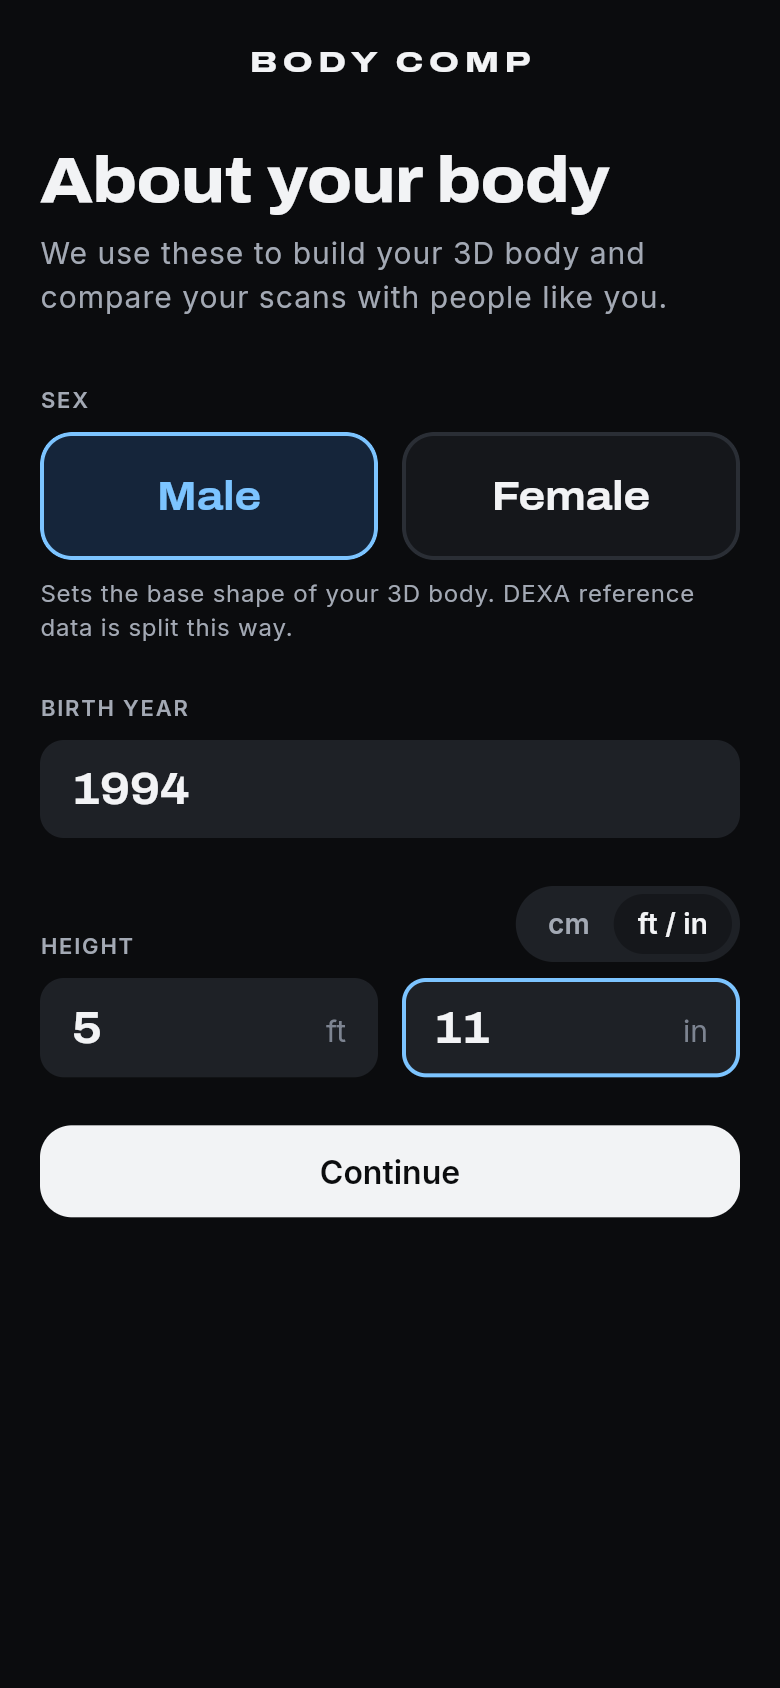 BODY COMP
About your body
We use these to build your 3D body and
compare your scans with people like you.
SEX
Male
Female
Sets the base shape of your 3D body. DEXA reference
data is split this way.
BIRTH YEAR
1994
HEIGHT
cm
ft / in
5 ft
11 in
Continue